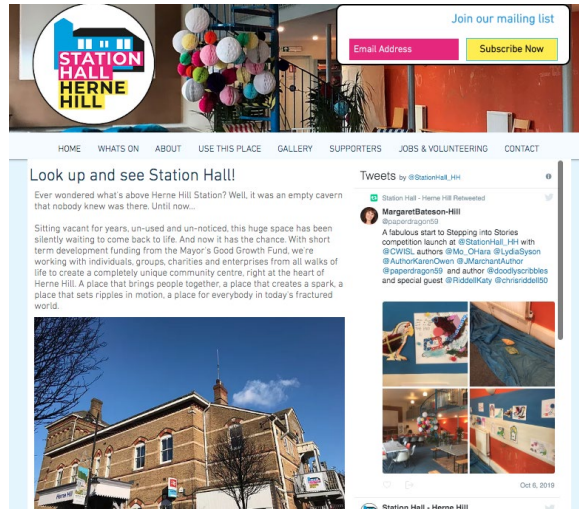 STATION
HALL
HERNE
HILL
Join our mailing list
Email Address
Subscribe Now
HOME WHATS ON ABOUT USE THIS PLACE GALLERY SUPPORTERS JOBS & VOLUNTEERING CONTACT
Look up and see Station Hall!
Ever wondered what's above Herne Hill Station? Well, it was an empty cavern
that nobody knew was there. Until now...
Sitting vacant for years, un-used and un-noticed, this huge space has been
silently waiting to come back to life. And now it has the chance. With short
term development funding from the Mayor's Good Growth Fund, we're
working with individuals, groups, charities and enterprises from all walks of
life to create a completely unique community centre, right at the heart of
Herne Hill. A place that brings people together, a place that creates a spark, a
place that sets ripples in motion, a place for everybody in today's fractured
world.
Herne Hill
Tweets by @StationHall_HH
Station Hall - Herne Hill Retweeted
MargaretBateson-Hill
@paperdragon59
A fabulous start to Stepping into Stories
competition launch at @StationHall_HH with
@CWISL authors @Mo_OHara @LydiaSyson
@AuthorKarenOwen @JMarchantAuthor
@paperdragon59 and author @doodlyscribbles
and special guest @RiddellKaty @chrisriddell50
Oct 6, 2019
Station Hall - Herne Hill